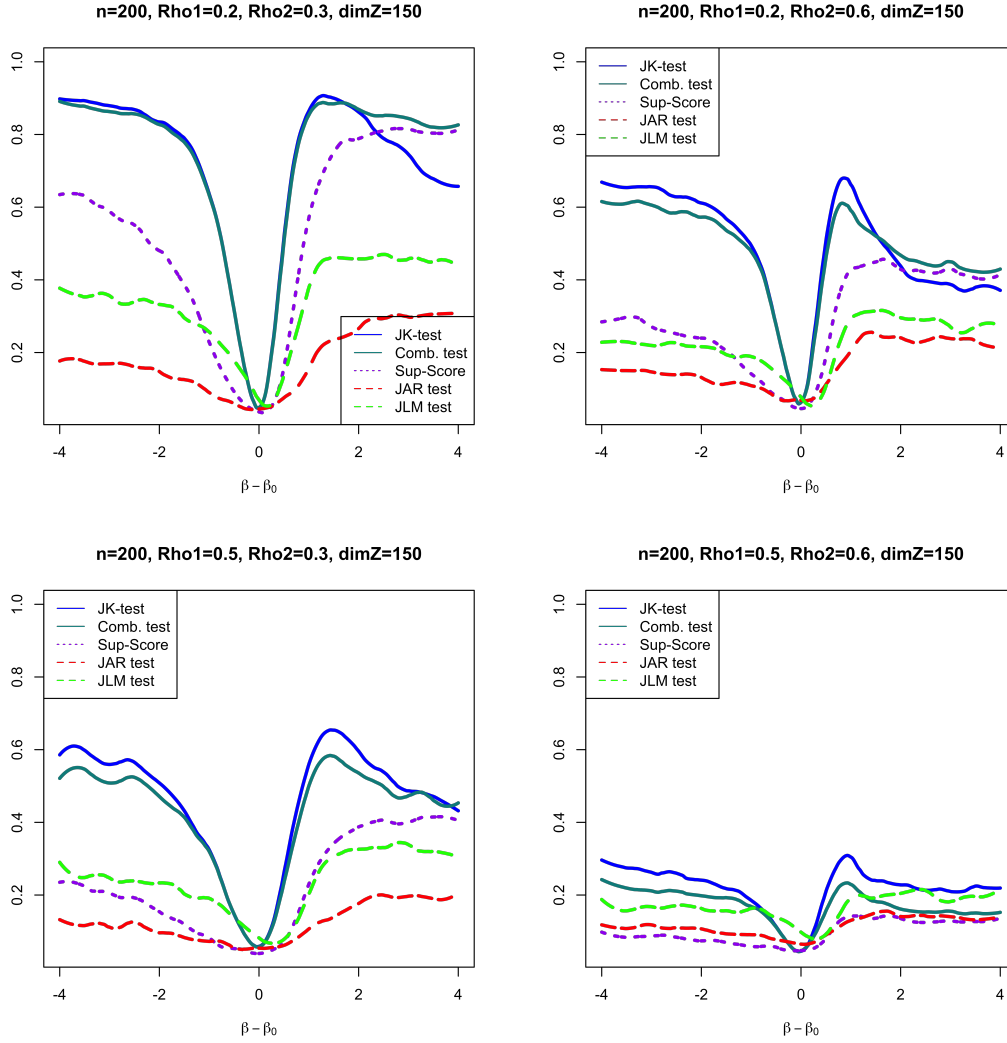 n=200, Rho1=0.2, Rho2=0.3, dimZ=150
1.0
0.8
0.6
0.4
0.2
JK-test
Comb. test
Sup-Score
JAR test
JLM test
-4 -2 0 2 4
β − β0
n=200, Rho1=0.2, Rho2=0.6, dimZ=150
JK-test
Comb. test
Sup-Score
JAR test
JLM test
1.0
0.8
0.6
0.4
0.2
-4 -2 0 2 4
β − β0
n=200, Rho1=0.5, Rho2=0.3, dimZ=150
JK-test
Comb. test
Sup-Score
JAR test
JLM test
1.0
0.8
0.6
0.4
0.2
-4 -2 0 2 4
β − β0
n=200, Rho1=0.5, Rho2=0.6, dimZ=150
JK-test
Comb. test
Sup-Score
JAR test
JLM test
1.0
0.8
0.6
0.4
0.2
-4 -2 0 2 4
β − β0